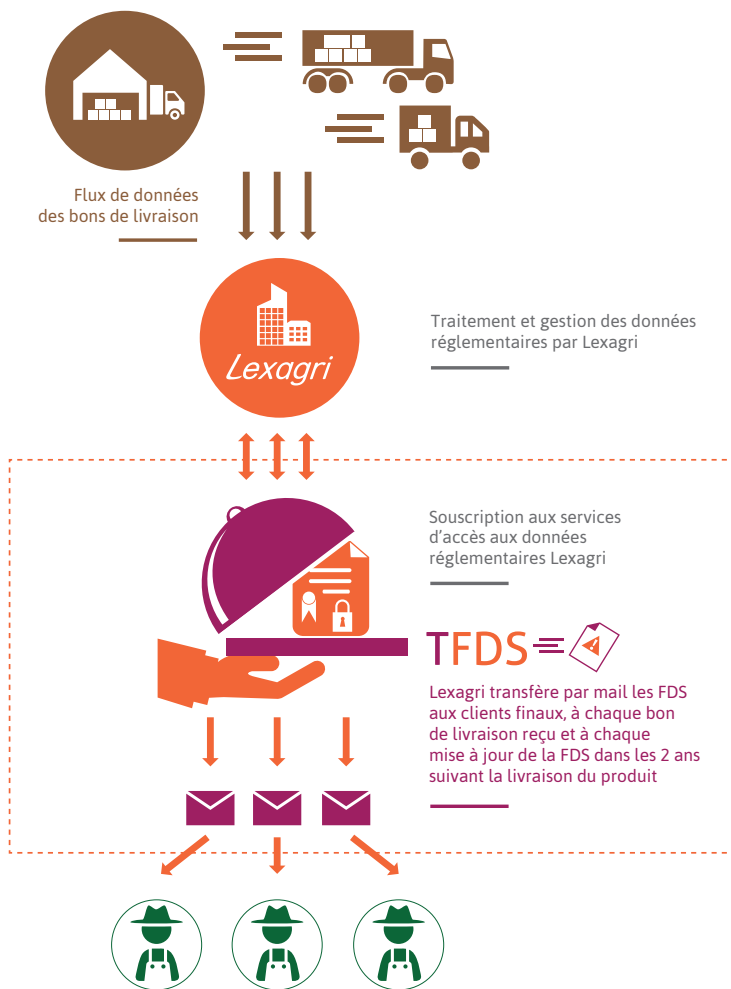 Flux de données
des bons de livraison
Lexagri
Traitement et gestion des données
réglementaires par Lexagri
Souscription aux services
d’accès aux données
réglementaires Lexagri
TFDS
Lexagri transfère par mail les FDS
aux clients finaux, à chaque bon
de livraison reçu et à chaque
mise à jour de la FDS dans les 2 ans
suivant la livraison du produit